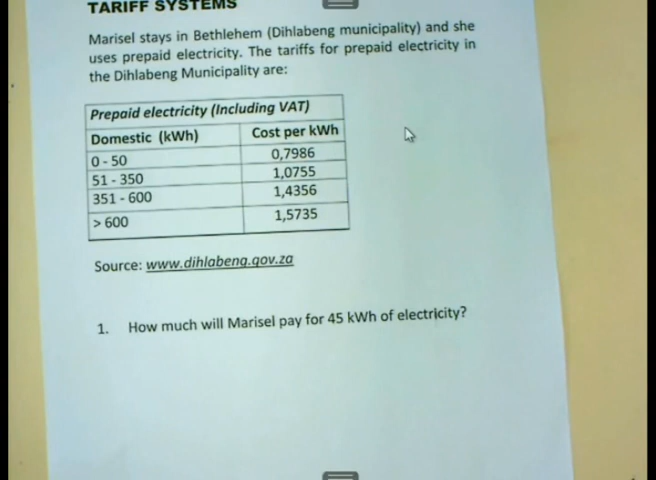 TARIFF SYSTEMS
Marisel stays in Bethlehem (Dihlabeng municipality) and she
uses prepaid electricity. The tariffs for prepaid electricity in
the Dihlabeng Municipality are:
Prepaid electricity (Including VAT)
Domestic (kWh) Cost per kWh
0 - 50 0,7986
51 - 350 1,0755
351 - 600 1,4356
> 600 1,5735
Source: www.dihlabeng.gov.za
1. How much will Marisel pay for 45 kWh of electricity?